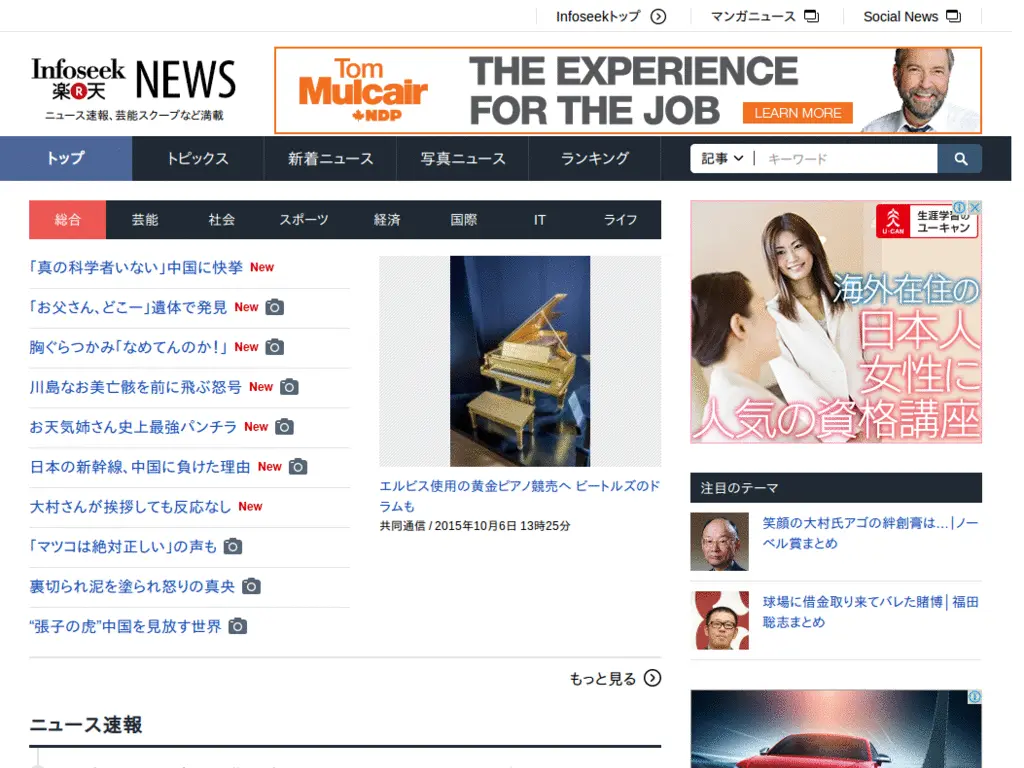 Infoseekトップ
マンガニュース
Social News
Infoseek
楽R天
NEWS
ニュース速報、芸能スクープなど満載
Tom
Mulcair
NDP
THE EXPERIENCE
FOR THE JOB
LEARN MORE
トップ
トピックス
新着ニュース
写真ニュース
ランキング
記事
キーワード
総合
芸能
社会
スポーツ
経済
国際
IT
ライフ
「真の科学者いない」中国に快挙 New
「お父さん、どこー」遺体で発見 New
胸ぐらつかみ「なめてんのか!」 New
川島なお美亡骸を前に飛ぶ怒号 New
お天気姉さん史上最強パンチラ New
日本の新幹線、中国に負けた理由 New
大村さんが挨拶しても反応なし New
「マツコは絶対正しい」の声も
裏切られ泥を塗られ怒りの真央
“張子の虎”中国を見放す世界
エルビス使用の黄金ピアノ競売へ ビートルズのド
ラムも
共同通信 / 2015年10月6日 13時25分
もっと見る
ニュース速報
U-CAN
生涯学習の
ユーキャン
海外在住の
日本人
女性に
人気の資格講座
注目のテーマ
笑顔の大村氏アゴの絆創膏は...|ノー
ベル賞まとめ
球場に借金取り来てバレた賭博|福田
聡志まとめ